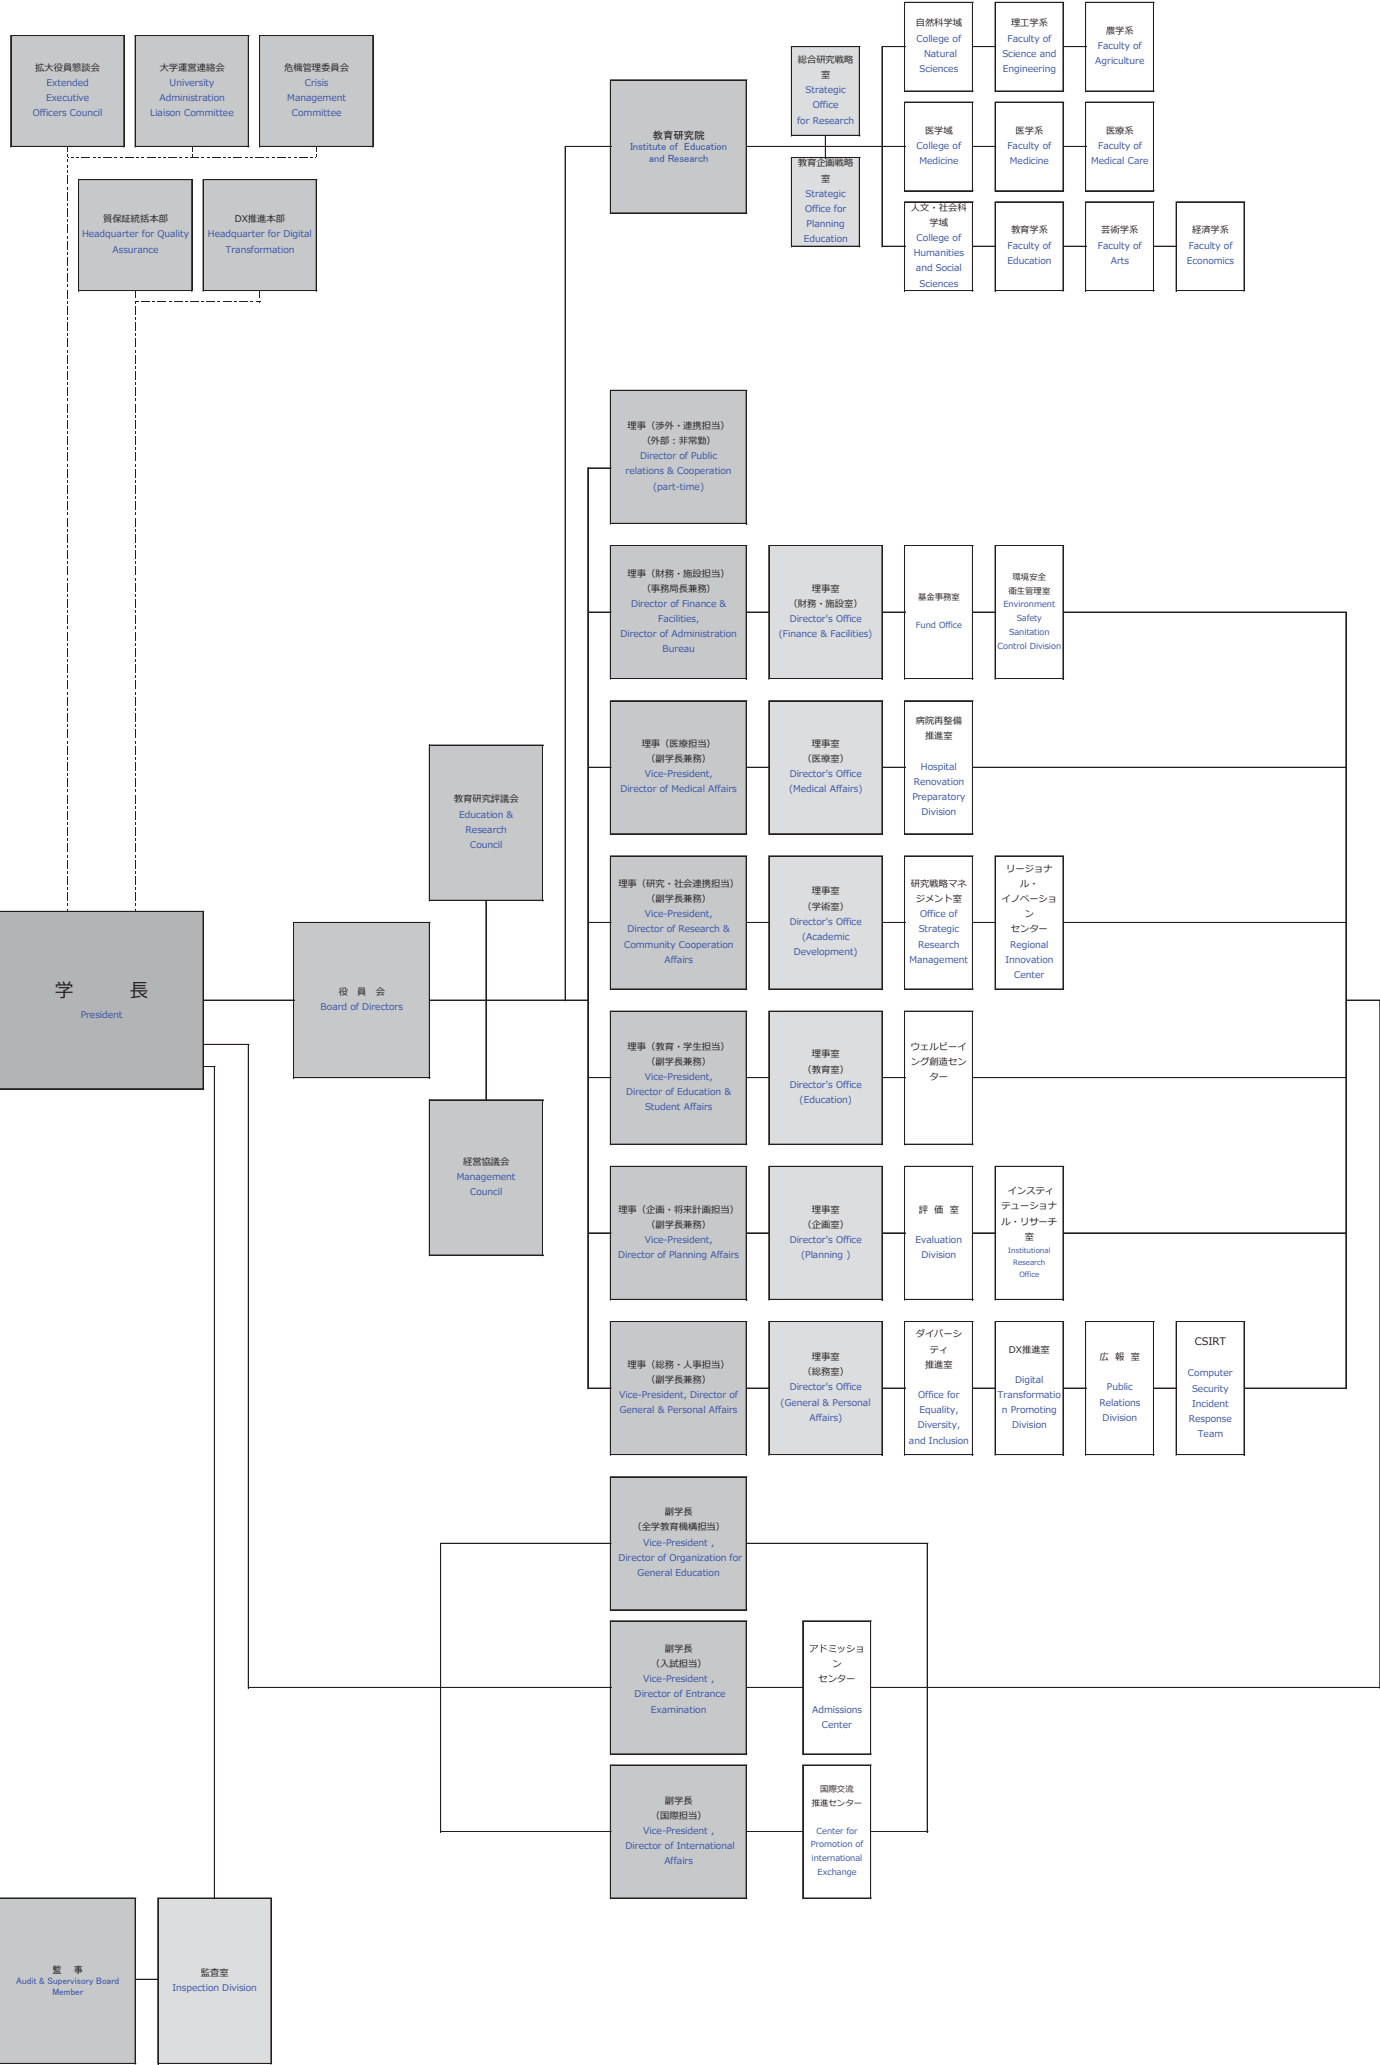 拡大役員懇談会
Extended
Executive
Officers Council
大学運営連絡会
University
Administration
Liaison Committee
危機管理委員会
Crisis
Management
Committee
質保証統括本部
Headquarter for Quality
Assurance
DX推進本部
Headquarter for Digital
Transformation
教育研究院
Institute of Education
and Research
総合研究戦略
室
Strategic
Office
for Research
教育企画戦略
室
Strategic
Office for
Planning
Education
自然科学域
College of
Natural
Sciences
理工学系
Faculty of
Science and
Engineering
農学系
Faculty of
Agriculture
医学域
College of
Medicine
医学系
Faculty of
Medicine
医療系
Faculty of
Medical Care
人文・社会科
学域
College of
Humanities
and Social
Sciences
教育学系
Faculty of
Education
芸術学系
Faculty of
Arts
経済学系
Faculty of
Economics
理事（渉外・連携担当）
（外部：非常勤）
Director of Public
relations & Cooperation
(part-time)
理事（財務・施設担当）
（事務局長兼務）
Director of Finance &
Facilities,
Director of Administration
Bureau
理事室
（財務・施設室）
Director's Office
(Finance & Facilities)
基金事務室
Fund Office
環境安全
衛生管理室
Environment
Safety
Sanitation
Control Division
理事（医療担当）
（副学長兼務）
Vice-President,
Director of Medical Affairs
理事室
（医療室）
Director's Office
(Medical Affairs)
病院再整備
推進室
Hospital
Renovation
Preparatory
Division
教育研究評議会
Education &
Research
Council
理事（研究・社会連携担当）
（副学長兼務）
Vice-President,
Director of Research &
Community Cooperation
Affairs
理事室
（学術室）
Director's Office
(Academic
Development)
研究戦略マネ
ジメント室
Office of
Strategic
Research
Management
リージョナ
ル・
イノベーショ
ン
センター
Regional
Innovation
Center
学 長
President
役 員 会
Board of Directors
理事（教育・学生担当）
（副学長兼務）
Vice-President,
Director of Education &
Student Affairs
理事室
（教育室）
Director's Office
(Education)
ウェルビーイ
ング創造セン
ター
経営協議会
Management
Council
理事（企画・将来計画担当）
（副学長兼務）
Vice-President,
Director of Planning Affairs
理事室
（企画室）
Director's Office
(Planning )
評 価 室
Evaluation
Division
インスティ
テューショナ
ル・リサーチ
室
Institutional
Research
Office
理事（総務・人事担当）
（副学長兼務）
Vice-President, Director of
General & Personal Affairs
理事室
（総務室）
Director's Office
(General & Personal
Affairs)
ダイバーシ
ティ
推進室
Office for
Equality,
Diversity,
and Inclusion
DX推進室
Digital
Transformatio
n Promoting
Division
広 報 室
Public
Relations
Division
CSIRT
Computer
Security
Incident
Response
Team
副学長
（全学教育機構担当）
Vice-President ,
Director of Organization for
General Education
副学長
（入試担当）
Vice-President ,
Director of Entrance
Examination
アドミッショ
ン
センター
Admissions
Center
副学長
（国際担当）
Vice-President ,
Director of International
Affairs
国際交流
推進センター
Center for
Promotion of
international
Exchange
監 事
Audit & Supervisory Board
Member
監査室
Inspection Division